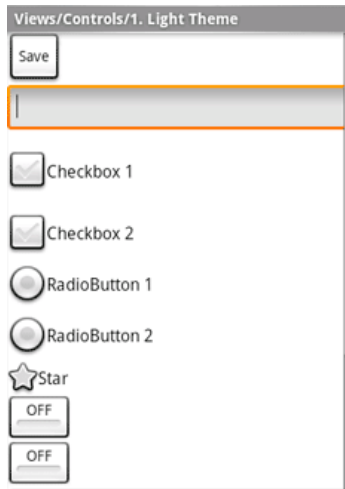 Views/Controls/1. Light Theme
Save
Checkbox 1
Checkbox 2
RadioButton 1
RadioButton 2
Star
OFF
OFF